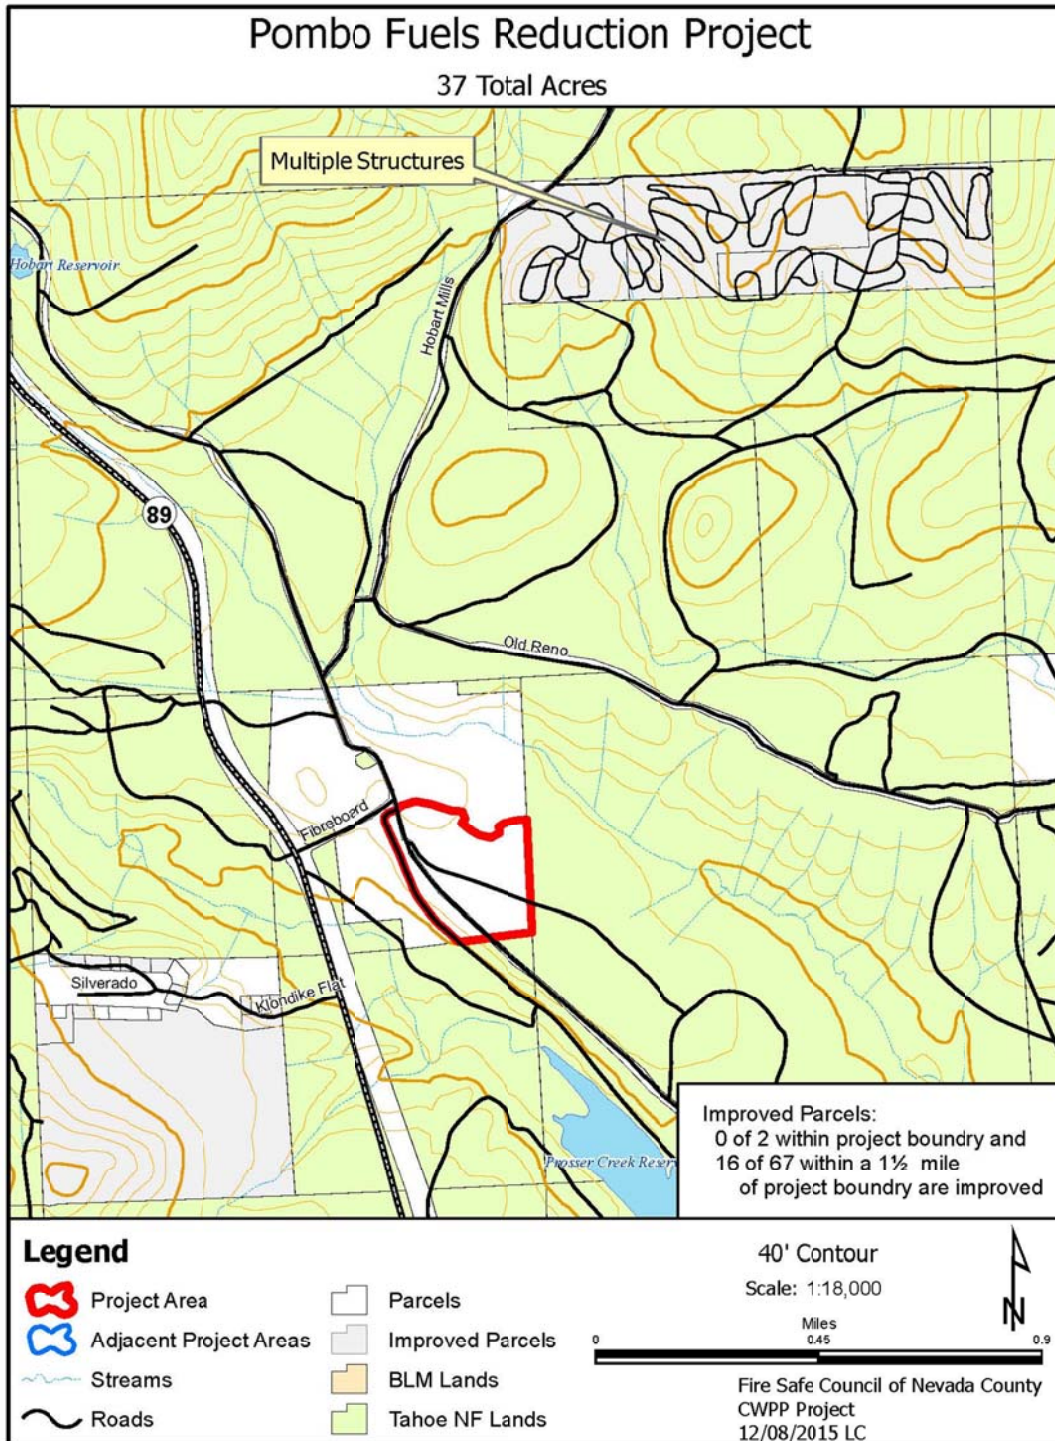 Pombo Fuels Reduction Project
37 Total Acres
Multiple Structures
Hobart Reservoir
Hobart Mills
89
Old Reno
Fibreboard
Silverado
Klondike Flat
Prosser Creek Reser
Improved Parcels:
0 of 2 within project boundry and
16 of 67 within a 1½ mile
of project boundry are improved
Legend
Project Area
Adjacent Project Areas
Streams
Roads
Parcels
Improved Parcels
BLM Lands
Tahoe NF Lands
40' Contour
Scale: 1:18,000
Miles
0 0.45 0.9
N
Fire Safe Council of Nevada County
CWPP Project
12/08/2015 LC